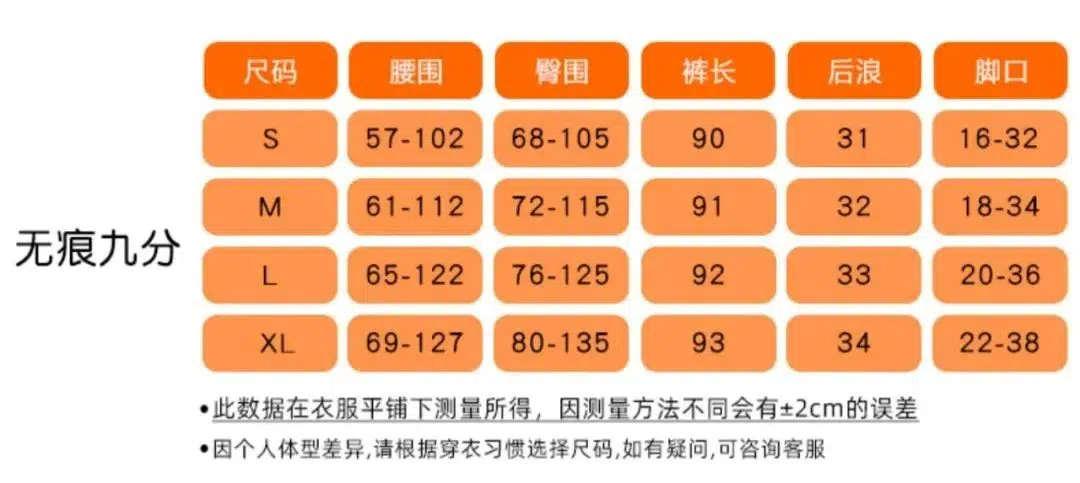 尺码 腰围 臀围 裤长 后浪 脚口
S 57-102 68-105 90 31 16-32
M 61-112 72-115 91 32 18-34
无痕九分
L 65-122 76-125 92 33 20-36
XL 69-127 80-135 93 34 22-38
•此数据在衣服平铺下测量所得，因测量方法不同会有±2cm的误差
•因个人体型差异,请根据穿衣习惯选择尺码,如有疑问,可咨询客服